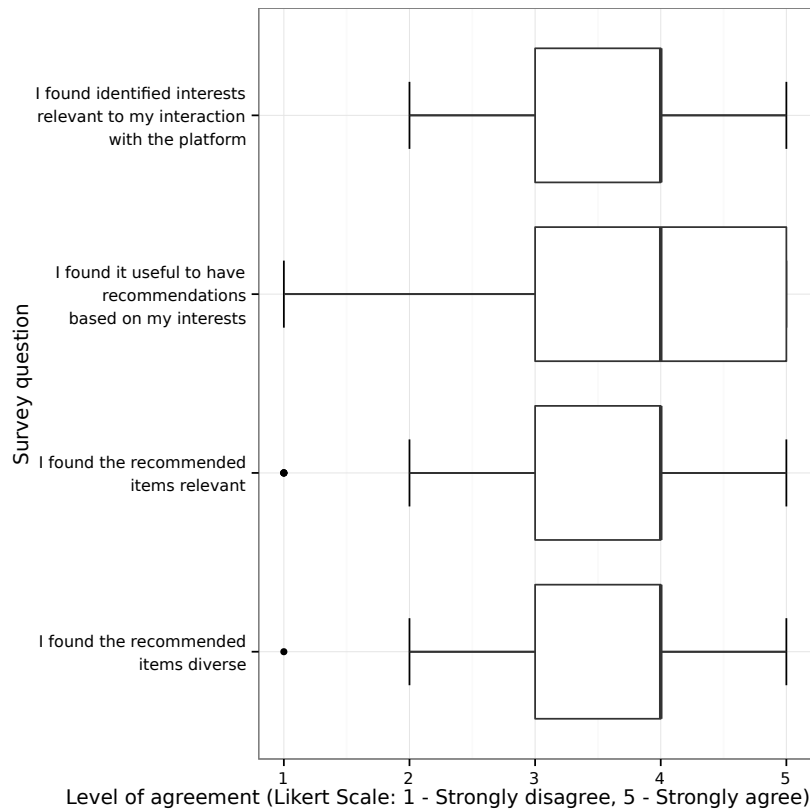 I found identified interests
relevant to my interaction
with the platform
I found it useful to have
recommendations
based on my interests
I found the recommended
items relevant
I found the recommended
items diverse
Survey question
1 2 3 4 5
Level of agreement (Likert Scale: 1 - Strongly disagree, 5 - Strongly agree)